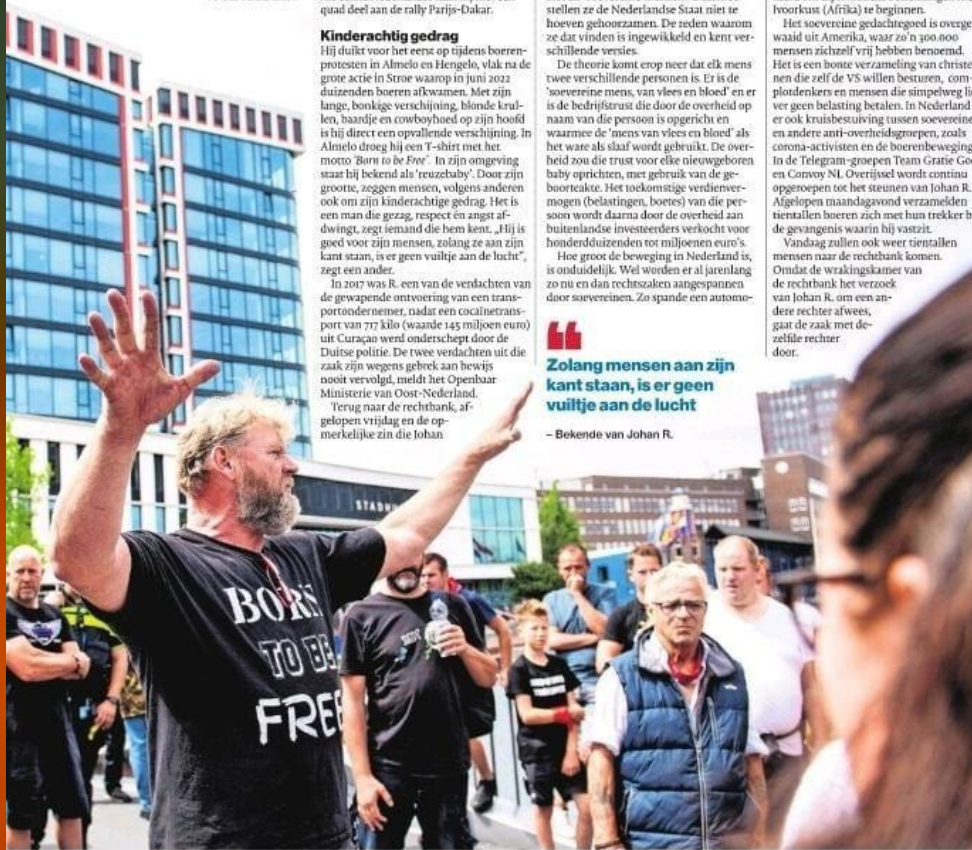 quad deel aan de rally Parijs-Dakar.
Kinderachtig gedrag
Hij duikt voor het eerst op tijdens boeren-
protesten in Almelo en Hengelo, vlak na de
grote actie in Stroe waarop in juni 2022
duizenden boeren afkwamen. Met zijn
lange, bonkige verschijning, blonde krul-
len, baardje en cowboyhoed op zijn hoofd
is hij direct een opvallende verschijning. In
Almelo droeg hij een T-shirt met het
motto 'Born to be Free'. In zijn omgeving
staat hij bekend als 'reuzebaby'. Door zijn
grootte, zeggen mensen, volgens anderen
ook om zijn kinderachtige gedrag. Het is
een man die gezag, respect én angst af-
dwingt, zegt iemand die hem kent. „Hij is
goed voor zijn mensen, zolang ze aan zijn
kant staan, is er geen vuiltje aan de lucht",
zegt een ander.
In 2017 was R. een van de verdachten van
de gewapende ontvoering van een trans-
portondernemer, nadat een cocaïnetrans-
port van 717 kilo (waarde 145 miljoen euro)
uit Curaçao werd onderschept door de
Duitse politie. De twee verdachten uit die
zaak zijn wegens gebrek aan bewijs
nooit vervolgd, meldt het Openbaar
Ministerie van Oost-Nederland.
Terug naar de rechtbank, af-
gelopen vrijdag en de op-
merkelijke zin die Johan
stellen ze de Nederlandse Staat niet te
hoeven gehoorzamen. De reden waarom
ze dat vinden is ingewikkeld en kent ver-
schillende versies.
De theorie komt erop neer dat elk mens
twee verschillende personen is. Er is de
'soevereine mens, van vlees en bloed' en er
is de bedrijfstrust die door de overheid op
naam van die persoon is opgericht en
waarmee de 'mens van vlees en bloed' als
het ware als slaaf wordt gebruikt. De over-
heid zou die trust voor elke nieuwgeboren
baby oprichten, met gebruik van de ge-
boorteakte. Het toekomstige verdienver-
mogen (belastingen, boetes) van die per-
soon wordt daarna door de overheid aan
buitenlandse investeerders verkocht voor
honderdduizenden tot miljoenen euro's.
Hoe groot de beweging in Nederland is,
is onduidelijk. Wel worden er al jarenlang
zo nu en dan rechtszaken aangespannen
door soevereinen. Zo spande een automo-
Zolang mensen aan zijn
kant staan, is er geen
vuiltje aan de lucht
– Bekende van Johan R.
Ivoorkust (Afrika) te beginnen.
Het soevereine gedachtegoed is overge
waaid uit Amerika, waar zo'n 300.000
mensen zichzelf vrij hebben benoemd.
Het is een bonte verzameling van christe
nen die zelf de VS willen besturen, com-
plotdenkers en mensen die simpelweg li
ver geen belasting betalen. In Nederland
er ook kruisbestuiving tussen soevereine
en andere anti-overheidsgroepen, zoals
corona-activisten en de boerenbeweging
In de Telegram-groepen Team Gratie Go
en Convoy NL Overijssel wordt continu
opgeroepen tot het steunen van Johan R.
Afgelopen maandagavond verzamelden
tientallen boeren zich met hun trekker b
de gevangenis waarin hij vastzit.
Vandaag zullen ook weer tientallen
mensen naar de rechtbank komen.
Omdat de wrakingskamer van
de rechtbank het verzoek
van Johan R. om een an-
dere rechter afwees,
gaat de zaak met de-
zelfde rechter
door.
STADH
BORN
TO BE
FREE